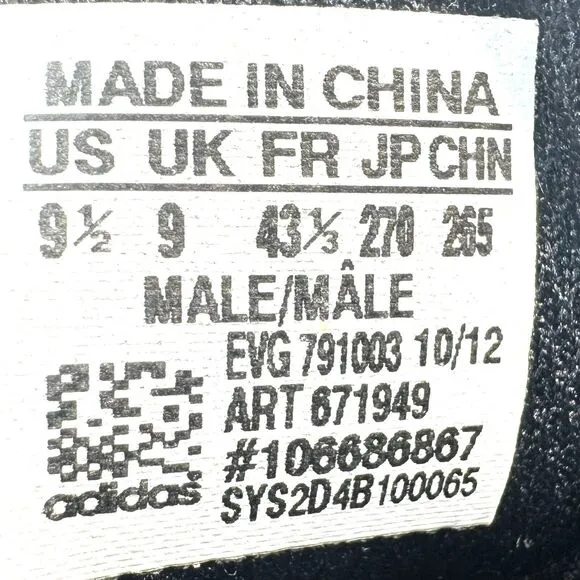 MADE IN CHINA
US UK FR JP CHN
9½ 9 43⅓ 270 265
MALE/MÂLE
EVG 791003 10/12
ART 671949
#106686867
SYS2D4B100065
adidas